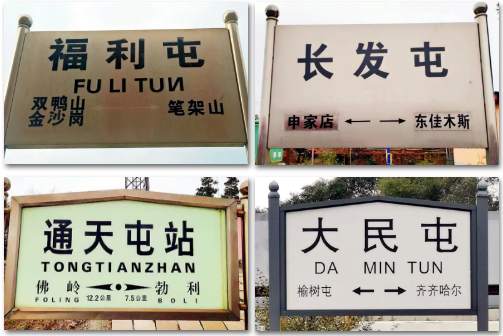 福利屯
FU LI TUN
双鸭山 笔架山
金沙岗
长发屯
申家店 东佳木斯
通天屯站
TONGTIANZHAN
佛岭 勃利
FOLING 12.2公里 7.5公里 BOLI
大民屯
DA MIN TUN
榆树屯 齐齐哈尔